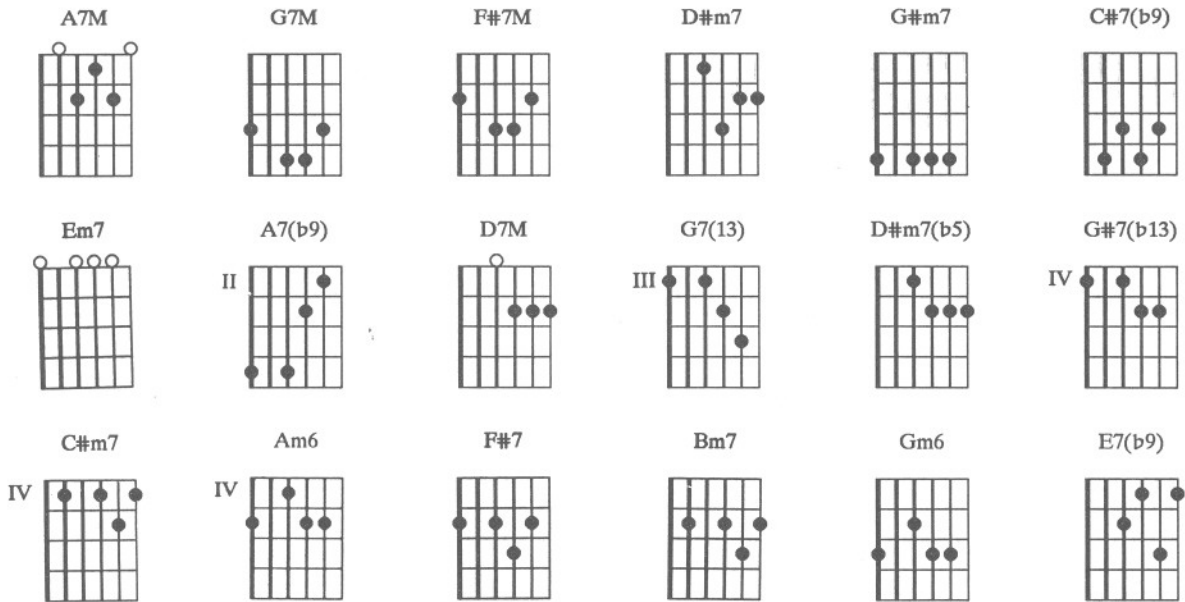 A7M G7M F#7M D#m7 G#m7 C#7(b9)
Em7 A7(b9) D7M G7(13) D#m7(b5) G#7(b13)
II III IV
C#m7 Am6 F#7 Bm7 Gm6 E7(b9)
IV IV